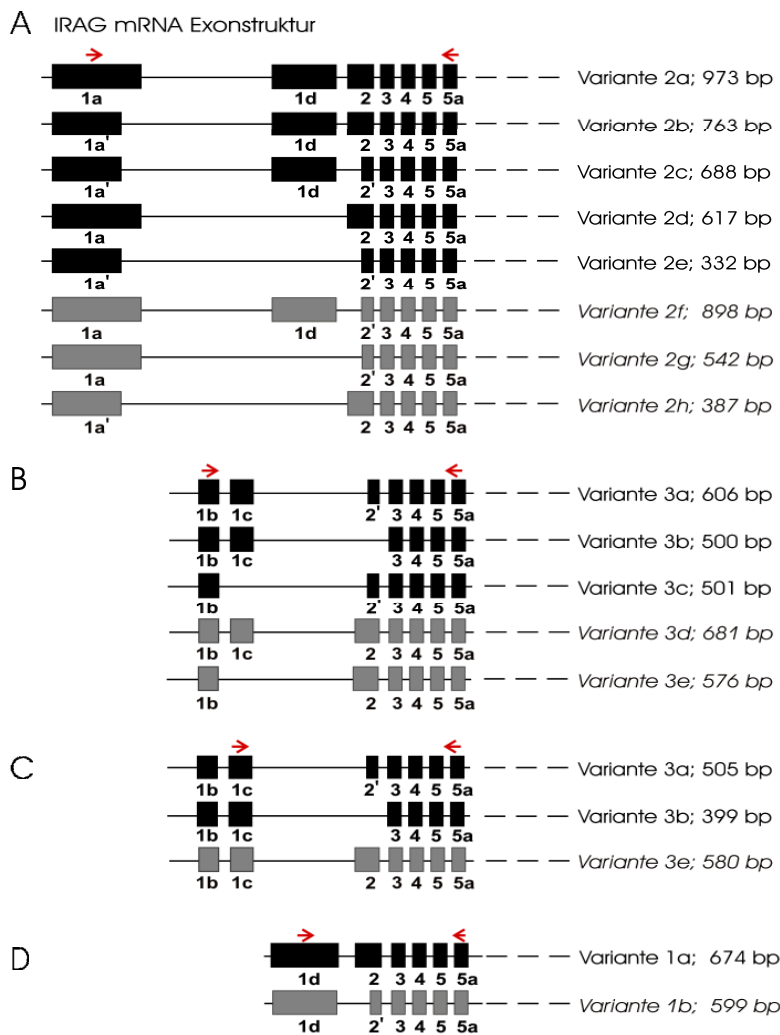 A IRAG mRNA Exonstruktur
Variante 2a; 973 bp
1a 1d 2 3 4 5 5a
Variante 2b; 763 bp
1a' 1d 2 3 4 5 5a
Variante 2c; 688 bp
1a' 1d 2' 3 4 5 5a
Variante 2d; 617 bp
1a 2 3 4 5 5a
Variante 2e; 332 bp
1a' 2' 3 4 5 5a
Variante 2f; 898 bp
1a 1d 2' 3 4 5 5a
Variante 2g; 542 bp
1a 2' 3 4 5 5a
Variante 2h; 387 bp
1a' 2 3 4 5 5a
B
Variante 3a; 606 bp
1b 1c 2' 3 4 5 5a
Variante 3b; 500 bp
1b 1c 3 4 5 5a
Variante 3c; 501 bp
1b 2' 3 4 5 5a
Variante 3d; 681 bp
1b 1c 2 3 4 5 5a
Variante 3e; 576 bp
1b 2 3 4 5 5a
C
Variante 3a; 505 bp
1b 1c 2' 3 4 5 5a
Variante 3b; 399 bp
1b 1c 3 4 5 5a
Variante 3e; 580 bp
1b 1c 2 3 4 5 5a
D
Variante 1a; 674 bp
1d 2 3 4 5 5a
Variante 1b; 599 bp
1d 2' 3 4 5 5a